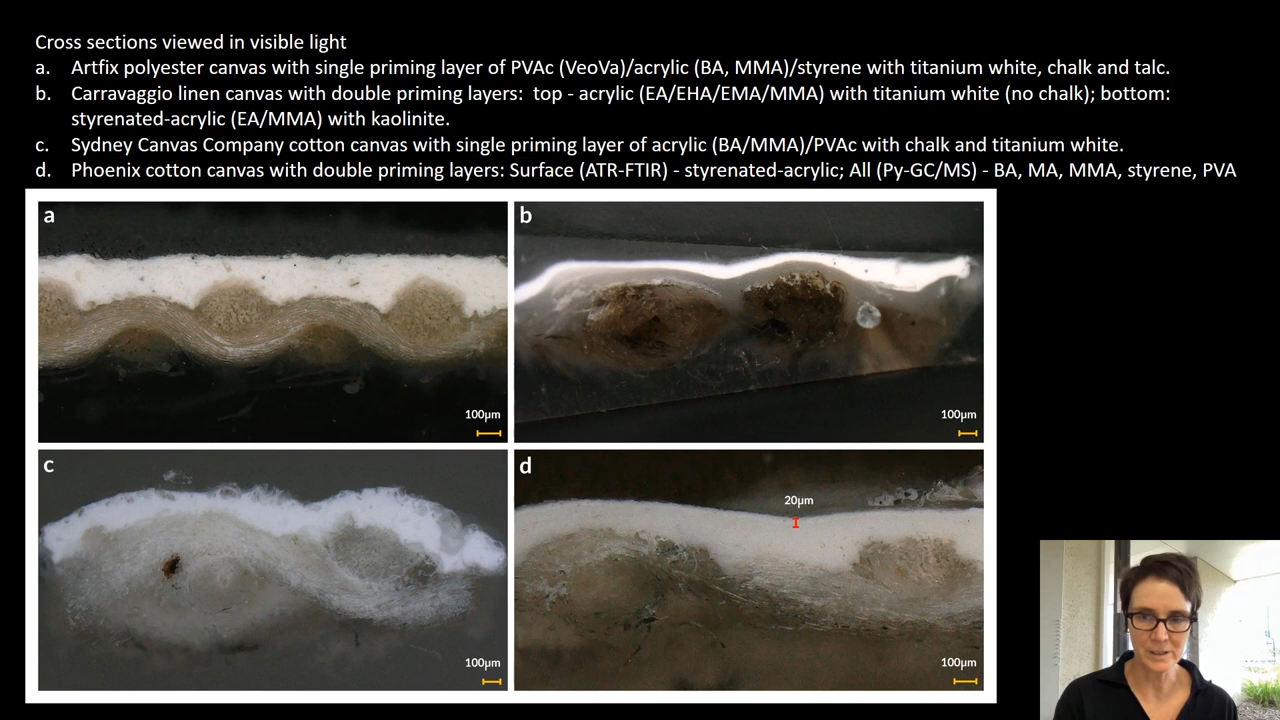 Cross sections viewed in visible light
a. Artfix polyester canvas with single priming layer of PVAc (VeoVa)/acrylic (BA, MMA)/styrene with titanium white, chalk and talc.
b. Carravaggio linen canvas with double priming layers: top - acrylic (EA/EHA/EMA/MMA) with titanium white (no chalk); bottom:
styrenated-acrylic (EA/MMA) with kaolinite.
c. Sydney Canvas Company cotton canvas with single priming layer of acrylic (BA/MMA)/PVAc with chalk and titanium white.
d. Phoenix cotton canvas with double priming layers: Surface (ATR-FTIR) - styrenated-acrylic; All (Py-GC/MS) - BA, MA, MMA, styrene, PVA
a
b
100µm
100µm
c
d
20µm
100µm
100µm